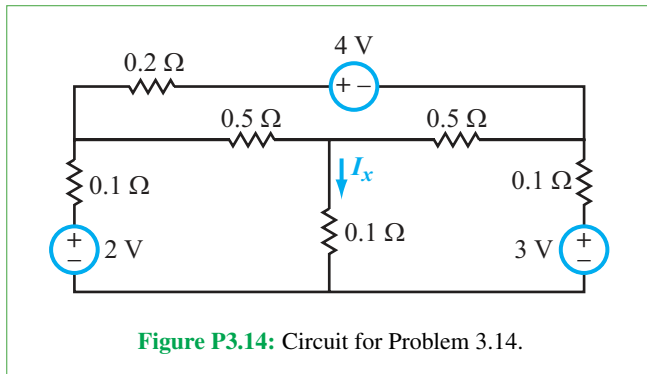 4 V
0.2 Ω
+ −
0.5 Ω
0.5 Ω
I_x
0.1 Ω
0.1 Ω
0.1 Ω
+
−
2 V
3 V
+
−
Figure P3.14: Circuit for Problem 3.14.